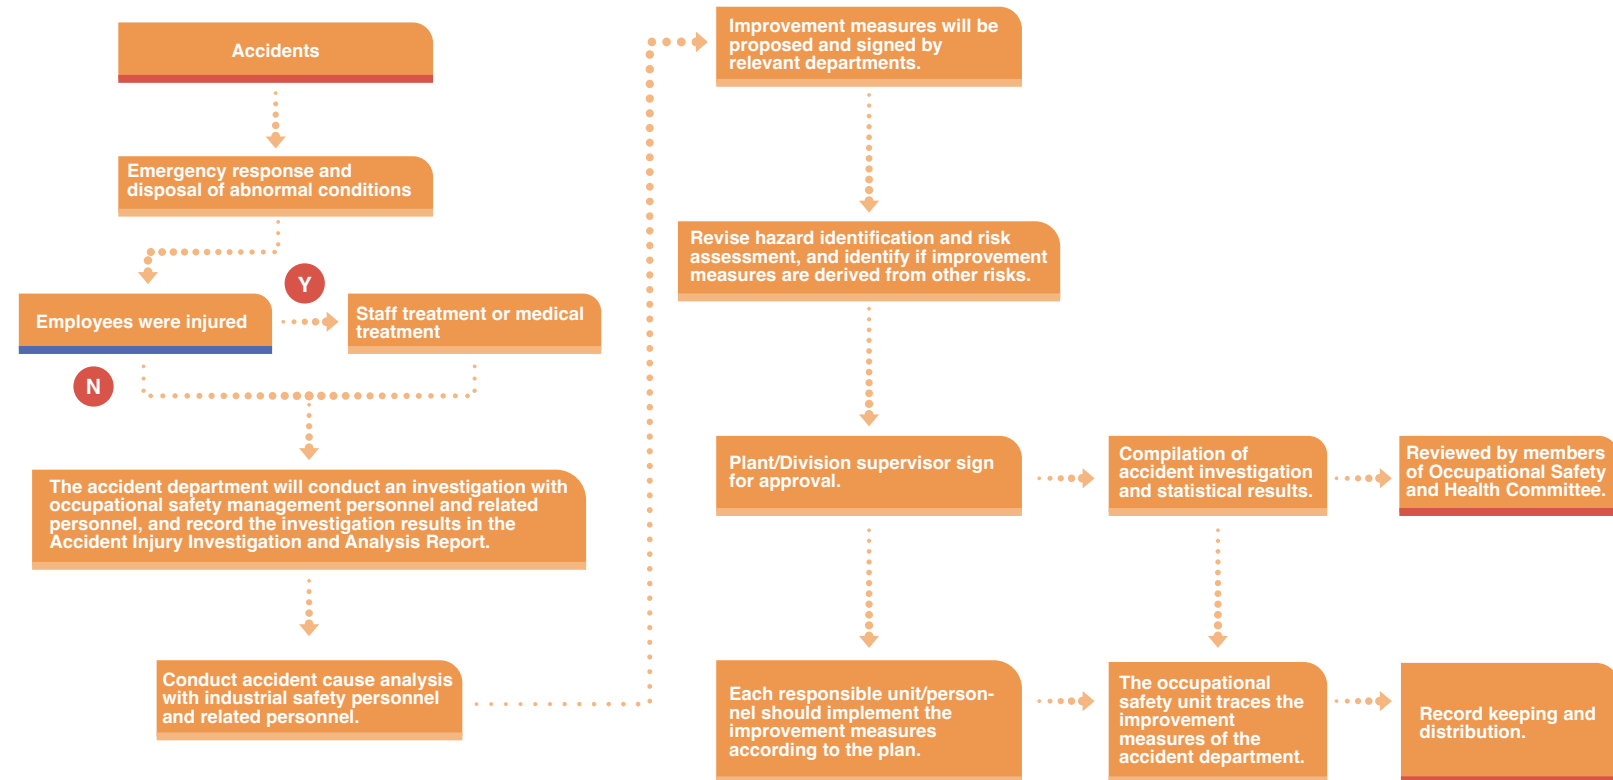 Accidents
Emergency response and
disposal of abnormal conditions
Y
Employees were injured
Staff treatment or medical
treatment
N
The accident department will conduct an investigation with
occupational safety management personnel and related
personnel, and record the investigation results in the
Accident Injury Investigation and Analysis Report.
Conduct accident cause analysis
with industrial safety personnel
and related personnel.
Improvement measures will be
proposed and signed by
relevant departments.
Revise hazard identification and risk
assessment, and identify if improvement
measures are derived from other risks.
Plant/Division supervisor sign
for approval.
Compilation of
accident investigation
and statistical results.
Reviewed by members
of Occupational Safety
and Health Committee.
Each responsible unit/person-
nel should implement the
improvement measures
according to the plan.
The occupational
safety unit traces the
improvement
measures of the
accident department.
Record keeping and
distribution.